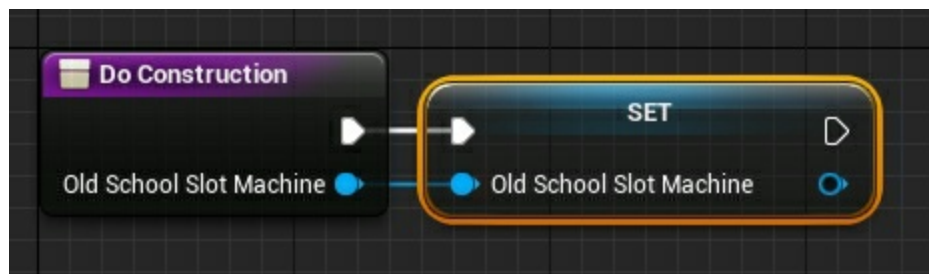 Do Construction
SET
Old School Slot Machine
Old School Slot Machine